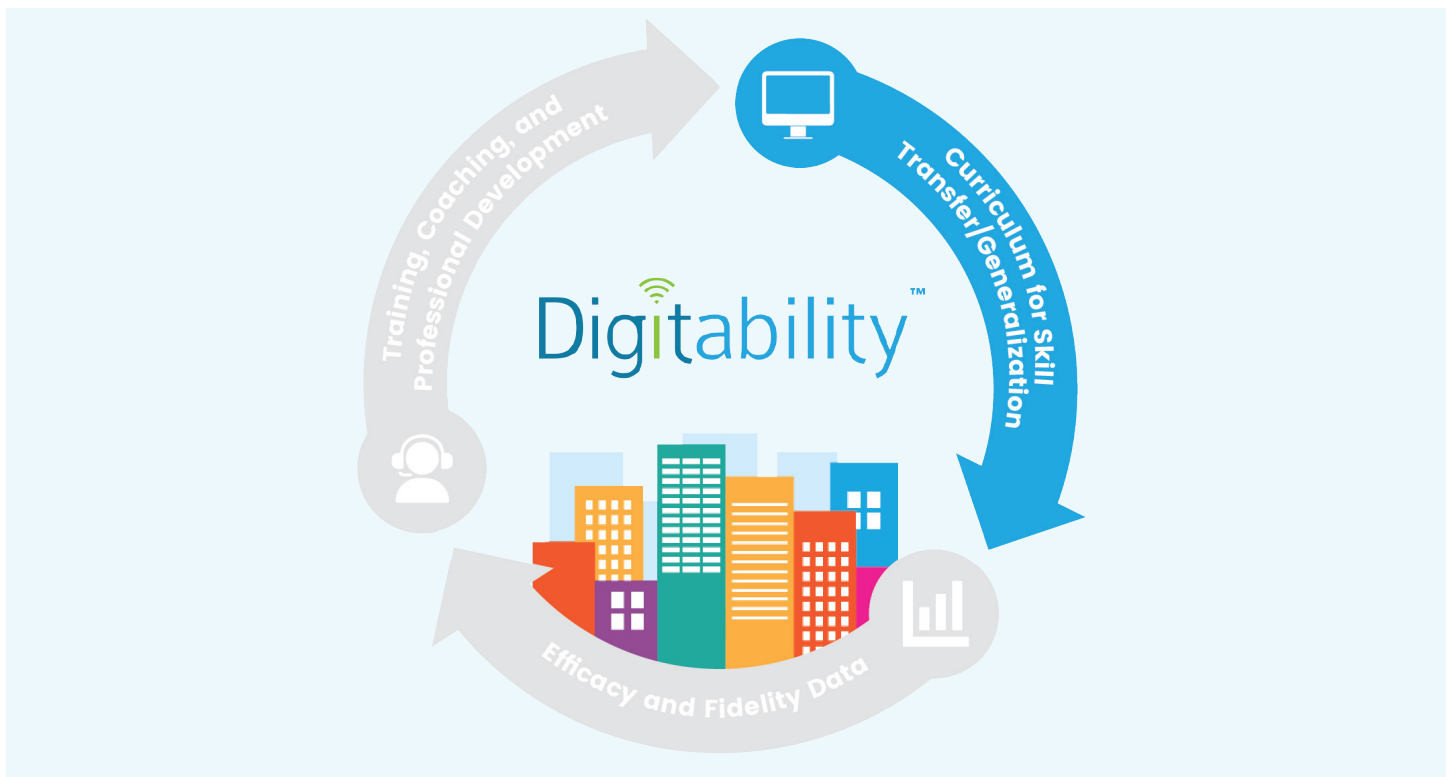 Training, Coaching, and
Professional Development
Curriculum for Skill
Transfer/Generalization
Digitability™
Efficacy and Fidelity Data